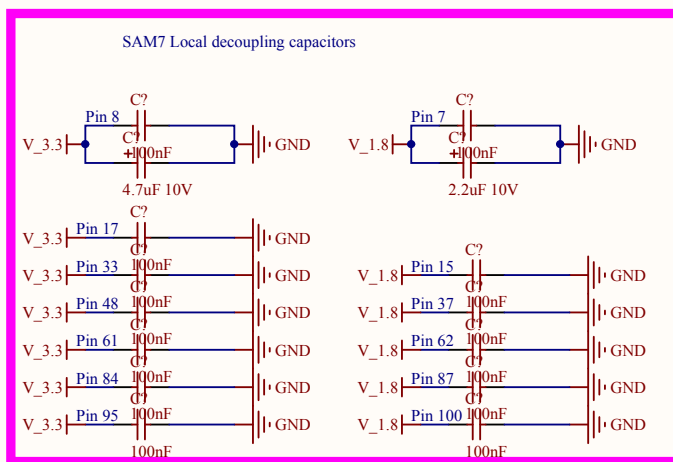 SAM7 Local decoupling capacitors
C? C?
Pin 8 Pin 7
V_3.3 C? GND V_1.8 C? GND
+100nF +100nF
4.7uF 10V 2.2uF 10V
C?
V_3.3 Pin 17 GND
C? 100nF C?
V_3.3 Pin 33 GND V_1.8 Pin 15 GND
C? 100nF C? 100nF
V_3.3 Pin 48 GND V_1.8 Pin 37 GND
C? 100nF C? 100nF
V_3.3 Pin 61 GND V_1.8 Pin 62 GND
C? 100nF C? 100nF
V_3.3 Pin 84 GND V_1.8 Pin 87 GND
C? 100nF C? 100nF
V_3.3 Pin 95 GND V_1.8 Pin 100 GND
100nF 100nF